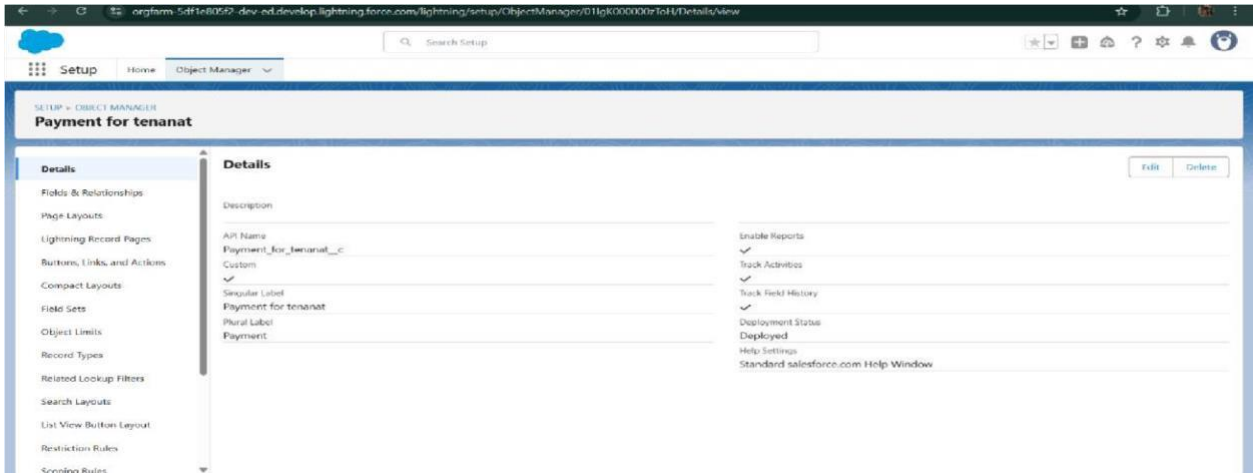 orgfarm-5df1e805f2-dev-ed.develop.lightning.force.com/lightning/setup/ObjectManager/01IgK000000zToH/Details/view
Search Setup
Setup Home Object Manager
SETUP > OBJECT MANAGER
Payment for tenanat
Details
Fields & Relationships
Page Layouts
Lightning Record Pages
Buttons, Links, and Actions
Compact Layouts
Field Sets
Object Limits
Record Types
Related Lookup Filters
Search Layouts
List View Button Layout
Restriction Rules
Scoping Rules
Details
Edit Delete
Description
API Name
Payment_for_tenanat__c
Custom
Singular Label
Payment for tenanat
Plural Label
Payment
Enable Reports
Track Activities
Track Field History
Deployment Status
Deployed
Help Settings
Standard salesforce.com Help Window